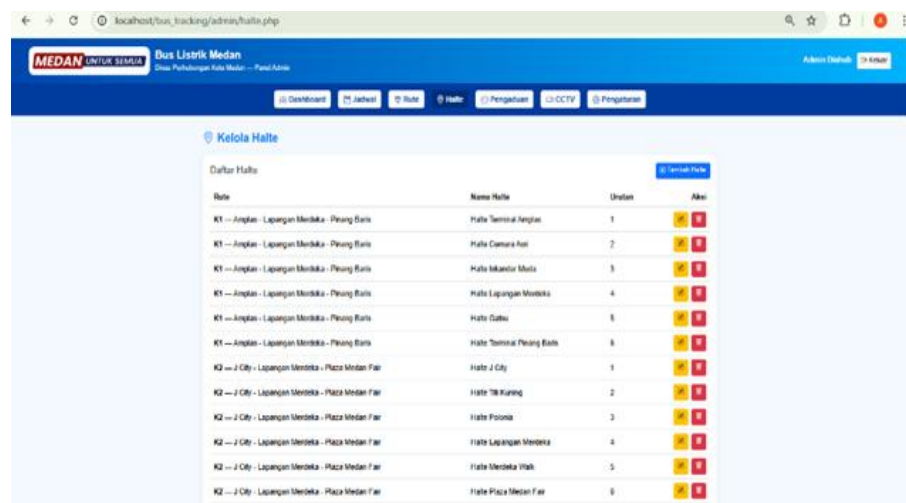 localhost/bus_tracking/admin/halte.php
MEDAN UNTUK SEMUA
Bus Listrik Medan
Dinas Perhubungan Kota Medan — Panel Admin
Admin Dishub Keluar
Dashboard Jadwal Rute Halte Pengaduan CCTV Pengaturan
Kelola Halte
Daftar Halte
Tambah Halte
Rute Nama Halte Urutan Aksi
K1 — Amplas - Lapangan Merdeka - Pinang Baris Halte Terminal Amplas 1
K1 — Amplas - Lapangan Merdeka - Pinang Baris Halte Cemara Asri 2
K1 — Amplas - Lapangan Merdeka - Pinang Baris Halte Iskandar Muda 3
K1 — Amplas - Lapangan Merdeka - Pinang Baris Halte Lapangan Merdeka 4
K1 — Amplas - Lapangan Merdeka - Pinang Baris Halte Gatsu 5
K1 — Amplas - Lapangan Merdeka - Pinang Baris Halte Terminal Pinang Baris 6
K2 — J City - Lapangan Merdeka - Plaza Medan Fair Halte J City 1
K2 — J City - Lapangan Merdeka - Plaza Medan Fair Halte Titi Kuning 2
K2 — J City - Lapangan Merdeka - Plaza Medan Fair Halte Polonia 3
K2 — J City - Lapangan Merdeka - Plaza Medan Fair Halte Lapangan Merdeka 4
K2 — J City - Lapangan Merdeka - Plaza Medan Fair Halte Merdeka Walk 5
K2 — J City - Lapangan Merdeka - Plaza Medan Fair Halte Plaza Medan Fair 6